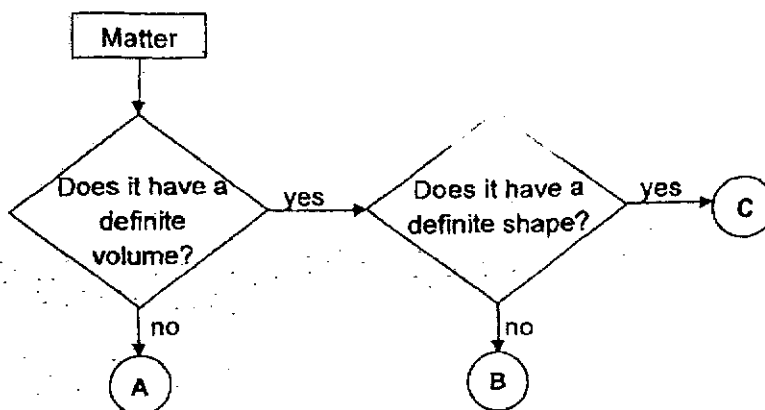 Matter
Does it have a
definite
volume?
yes
Does it have a
definite shape?
yes
C
no
A
no
B